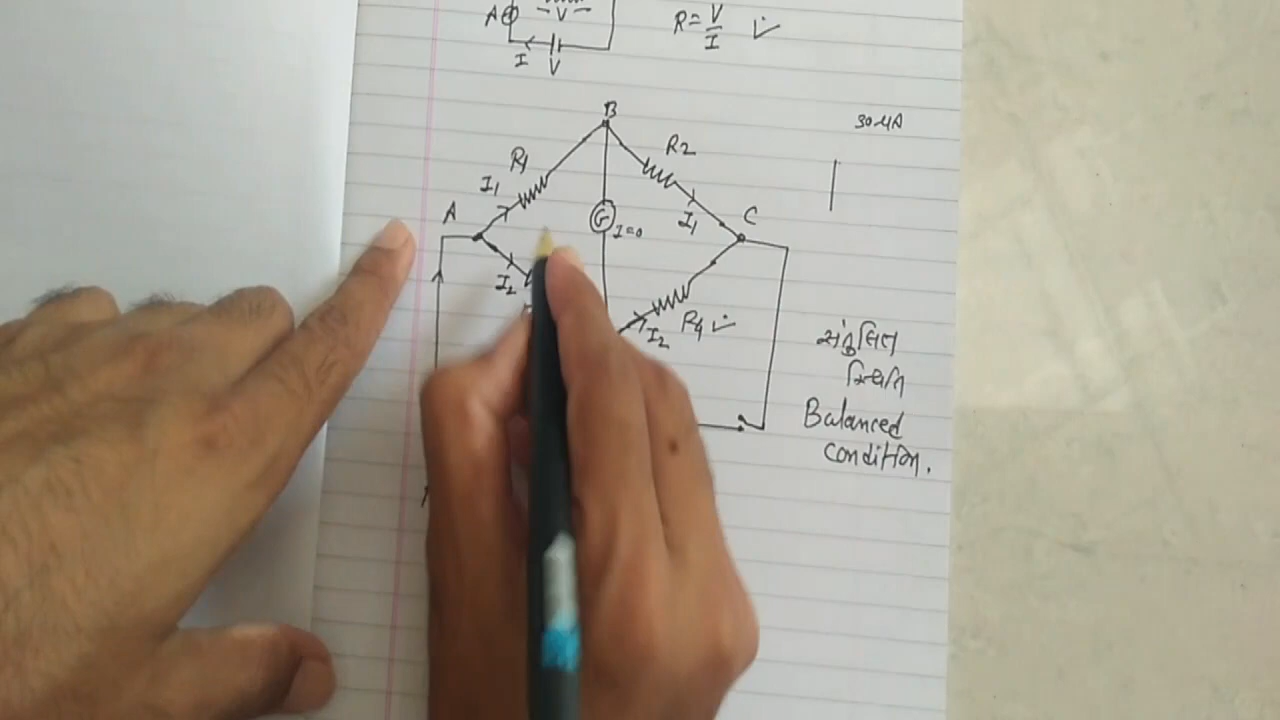 A
V
R = V/I
I
V
B
30 μA
R1
R2
I1
A
G
I=0
I1
C
I2
R4
I2
સંતુલિત
સ્થિતિ
Balanced
condition.